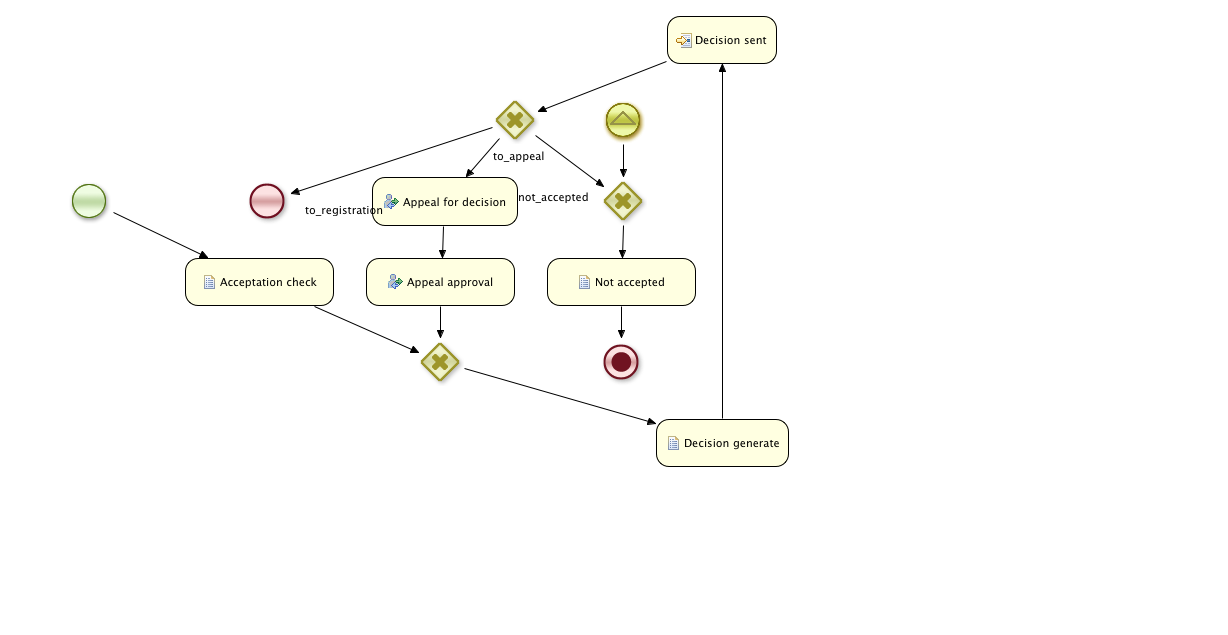 Decision sent
to_appeal
to_registration
Appeal for decision
not_accepted
Acceptation check
Appeal approval
Not accepted
Decision generate